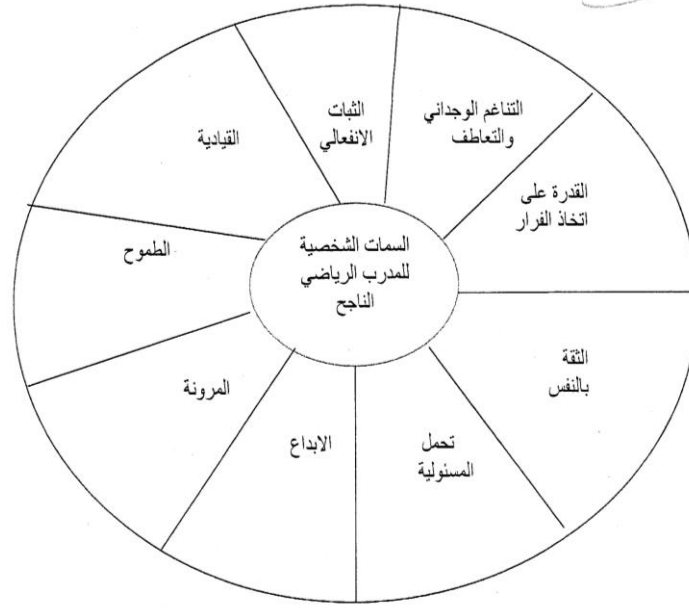 السمات الشخصية
للمدرب الرياضي
الناجح
الثبات
الانفعالي
التناغم الوجداني
والتعاطف
القدرة على
اتخاذ الفرار
الثقة
بالنفس
تحمل
المسئولية
الابداع
المرونة
الطموح
القيادية